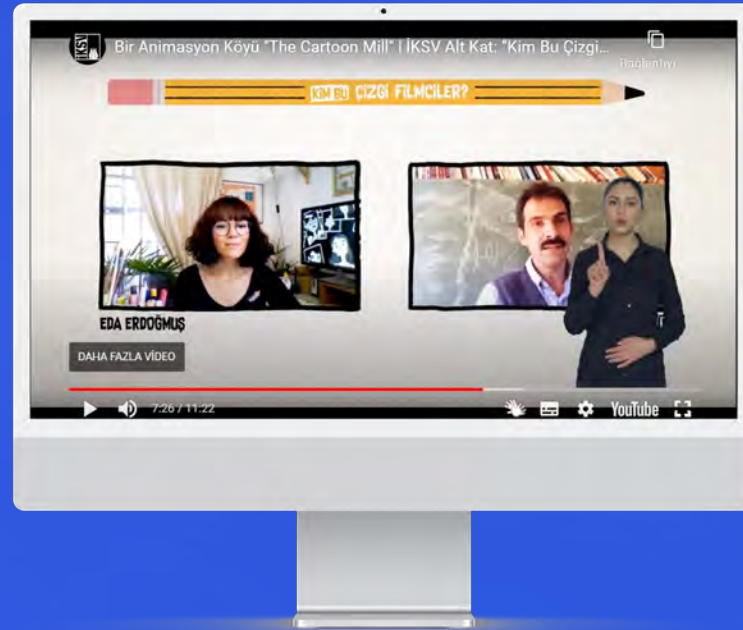 İKSV
Bir Animasyon Köyü "The Cartoon Mill" | İKSV Alt Kat: "Kim Bu Çizgi...
KİM BU ÇİZGİ FİLMCİLER?
EDA ERDOĞMUŞ
DAHA FAZLA VİDEO
7:26 / 11:22
YouTube